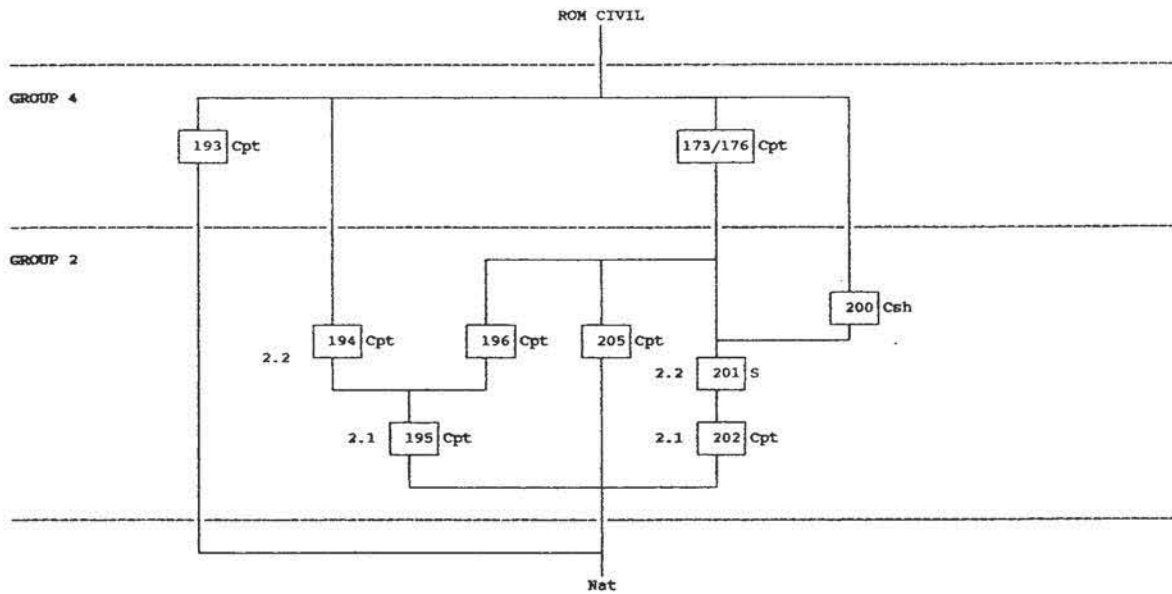 ROM CIVIL
GROUP 4
193 Cpt
173/176 Cpt
GROUP 2
200 Csh
2.2 194 Cpt
196 Cpt
205 Cpt
2.2 201 S
2.1 195 Cpt
2.1 202 Cpt
Nat